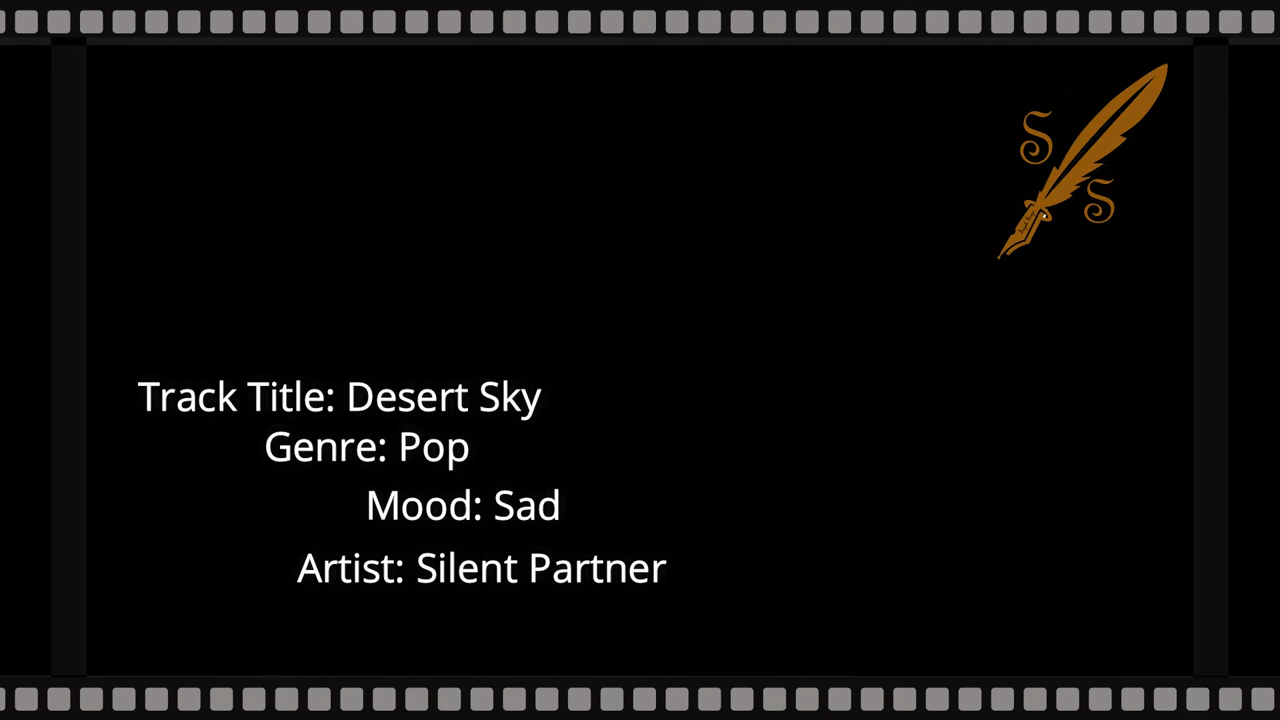 S
S
Track Title: Desert Sky
Genre: Pop
Mood: Sad
Artist: Silent Partner